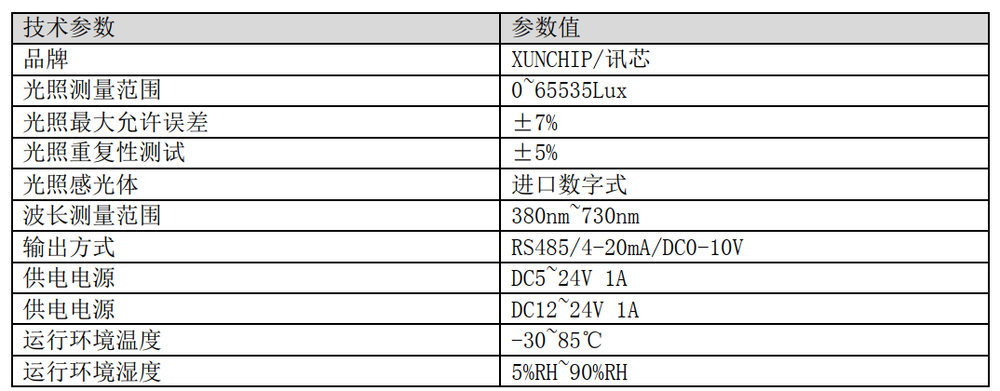 技术参数 参数值
品牌 XUNCHIP/讯芯
光照测量范围 0~65535Lux
光照最大允许误差 ±7%
光照重复性测试 ±5%
光照感光体 进口数字式
波长测量范围 380nm~730nm
输出方式 RS485/4-20mA/DC0-10V
供电电源 DC5~24V 1A
供电电源 DC12~24V 1A
运行环境温度 -30~85℃
运行环境湿度 5%RH~90%RH